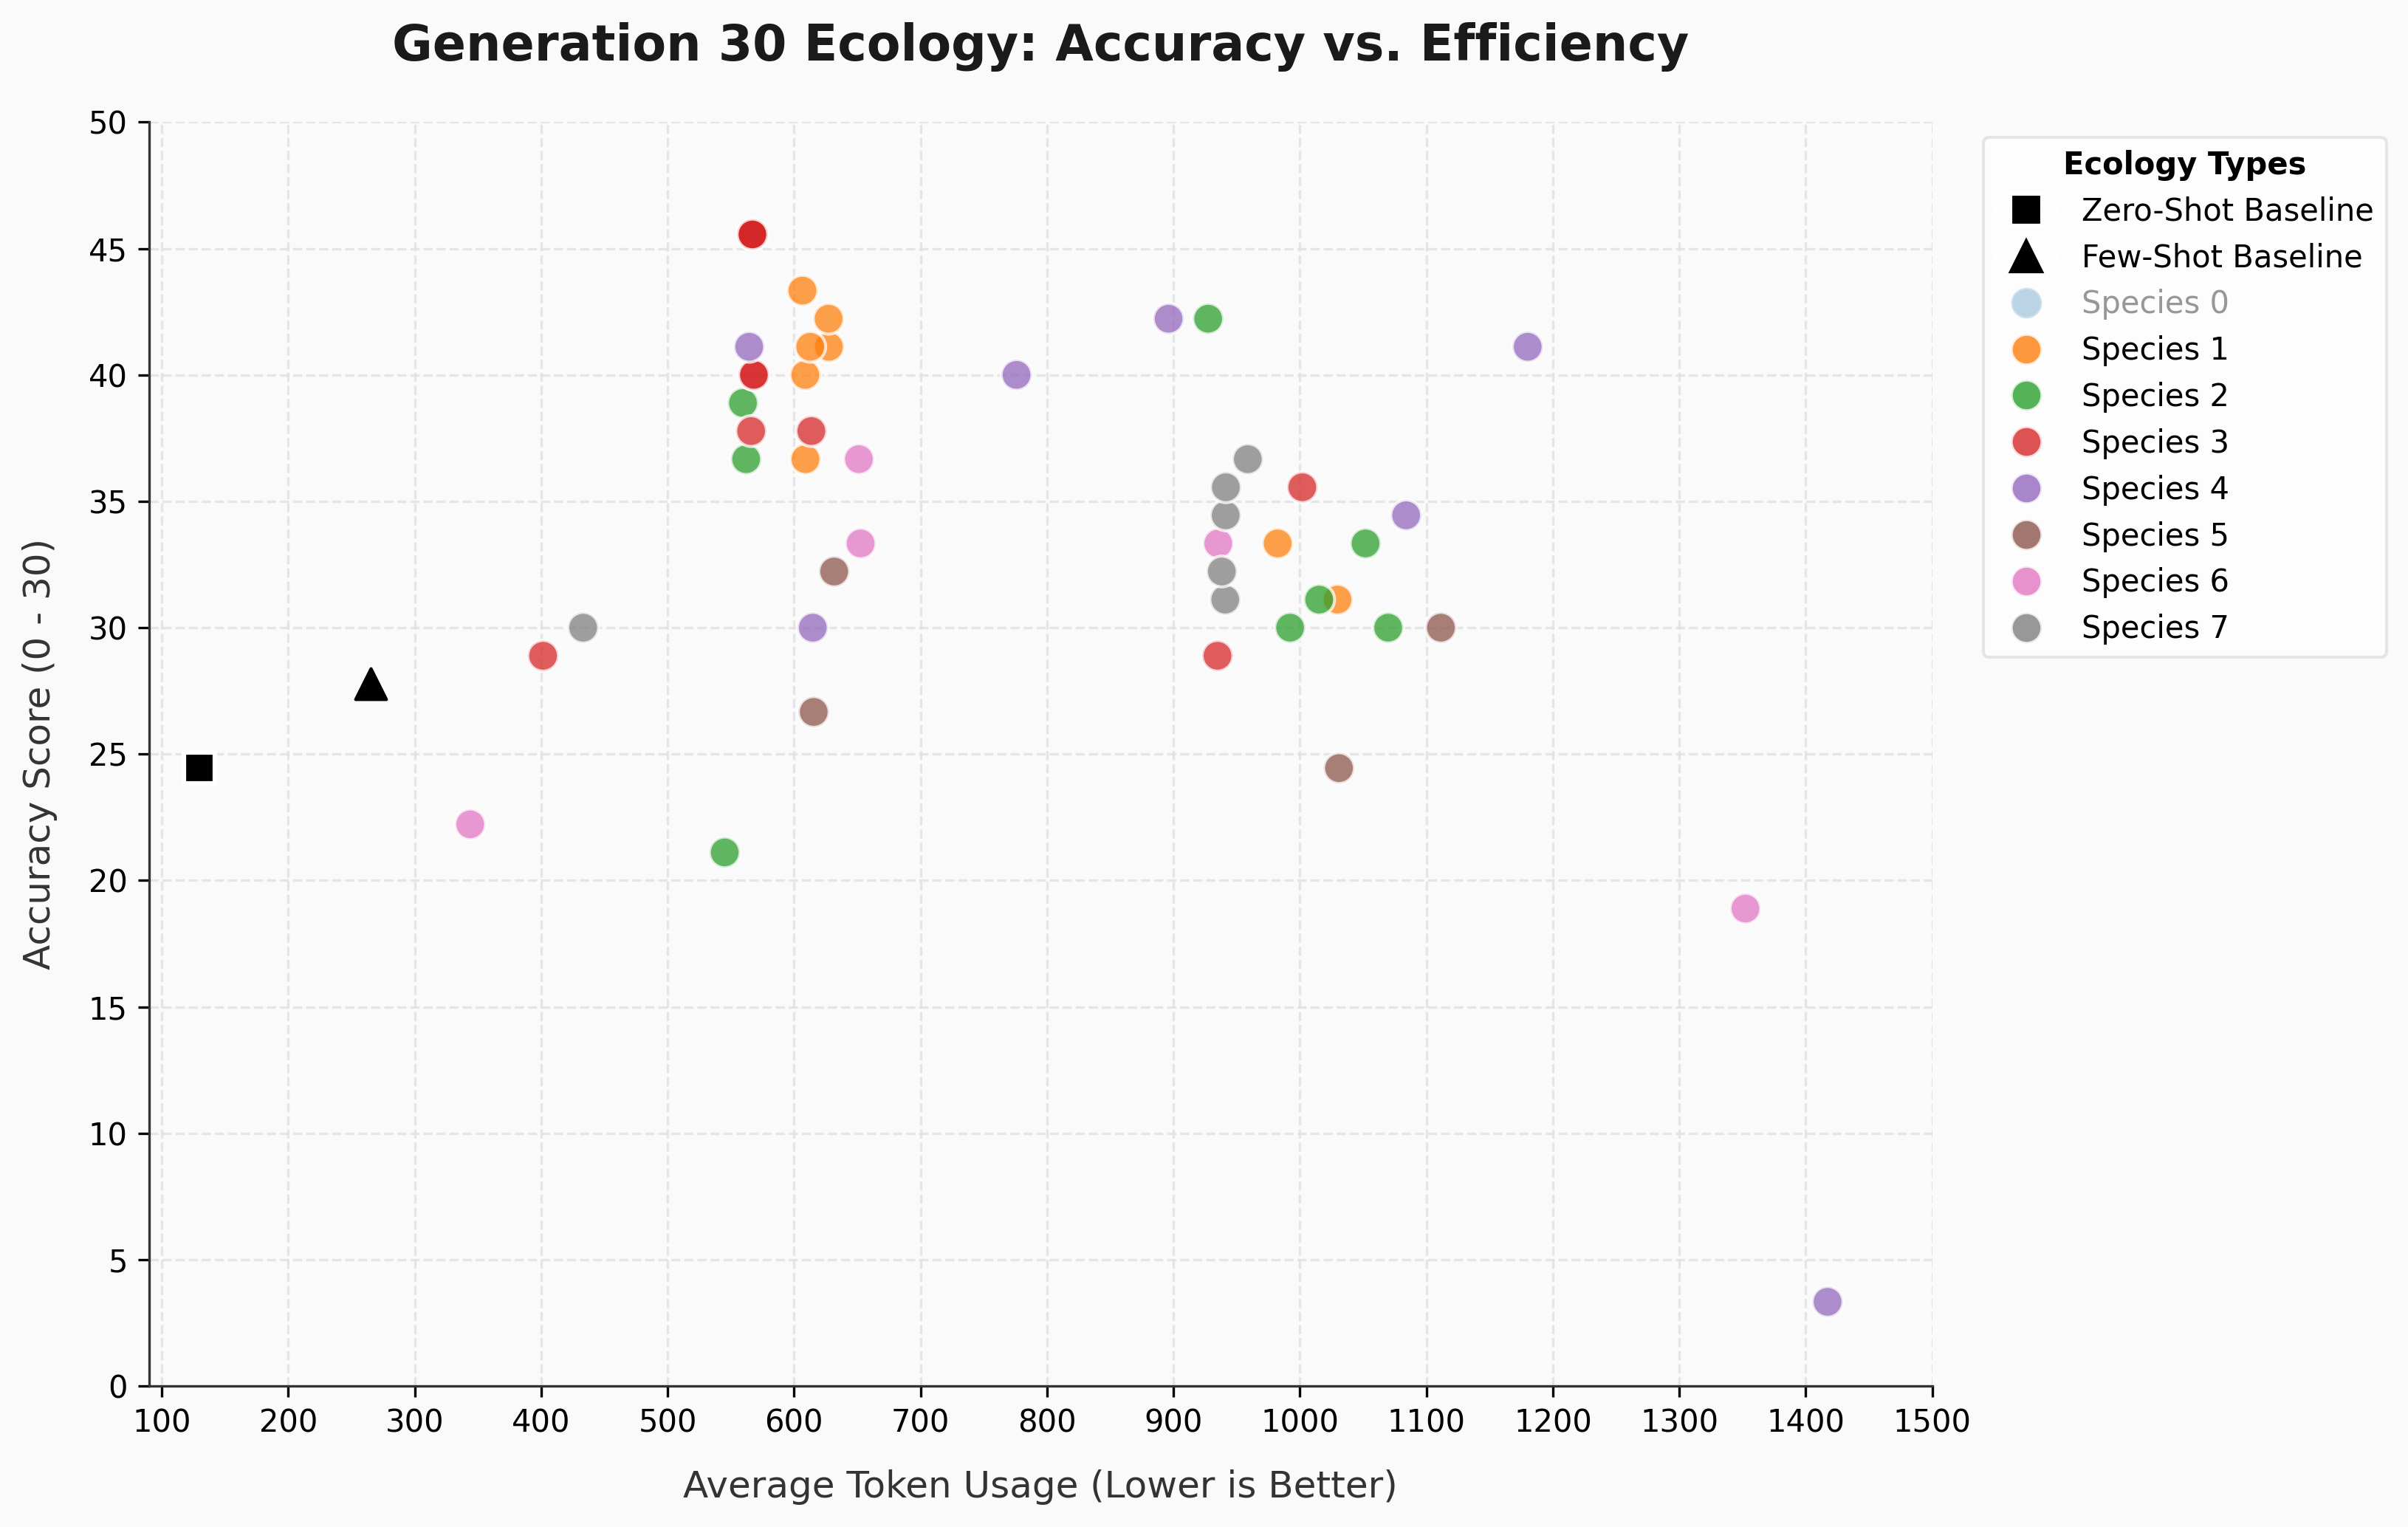 Generation 30 Ecology: Accuracy vs. Efficiency
50
45
40
35
30
25
20
15
10
5
0
Accuracy Score (0 - 30)
100 200 300 400 500 600 700 800 900 1000 1100 1200 1300 1400 1500
Average Token Usage (Lower is Better)
Ecology Types
Zero-Shot Baseline
Few-Shot Baseline
Species 0
Species 1
Species 2
Species 3
Species 4
Species 5
Species 6
Species 7